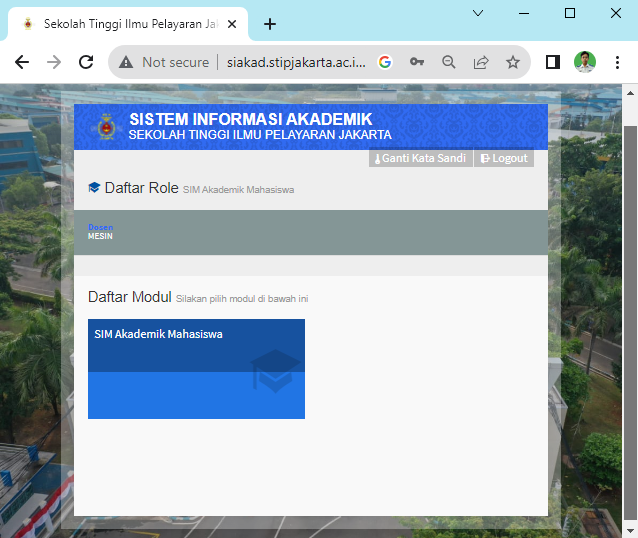 Sekolah Tinggi Ilmu Pelayaran Jak
Not secure
siakad.stipjakarta.ac.i...
SISTEM INFORMASI AKADEMIK
SEKOLAH TINGGI ILMU PELAYARAN JAKARTA
Ganti Kata Sandi
Logout
Daftar Role SIM Akademik Mahasiswa
Dosen
MESIN
Daftar Modul Silakan pilih modul di bawah ini
SIM Akademik Mahasiswa